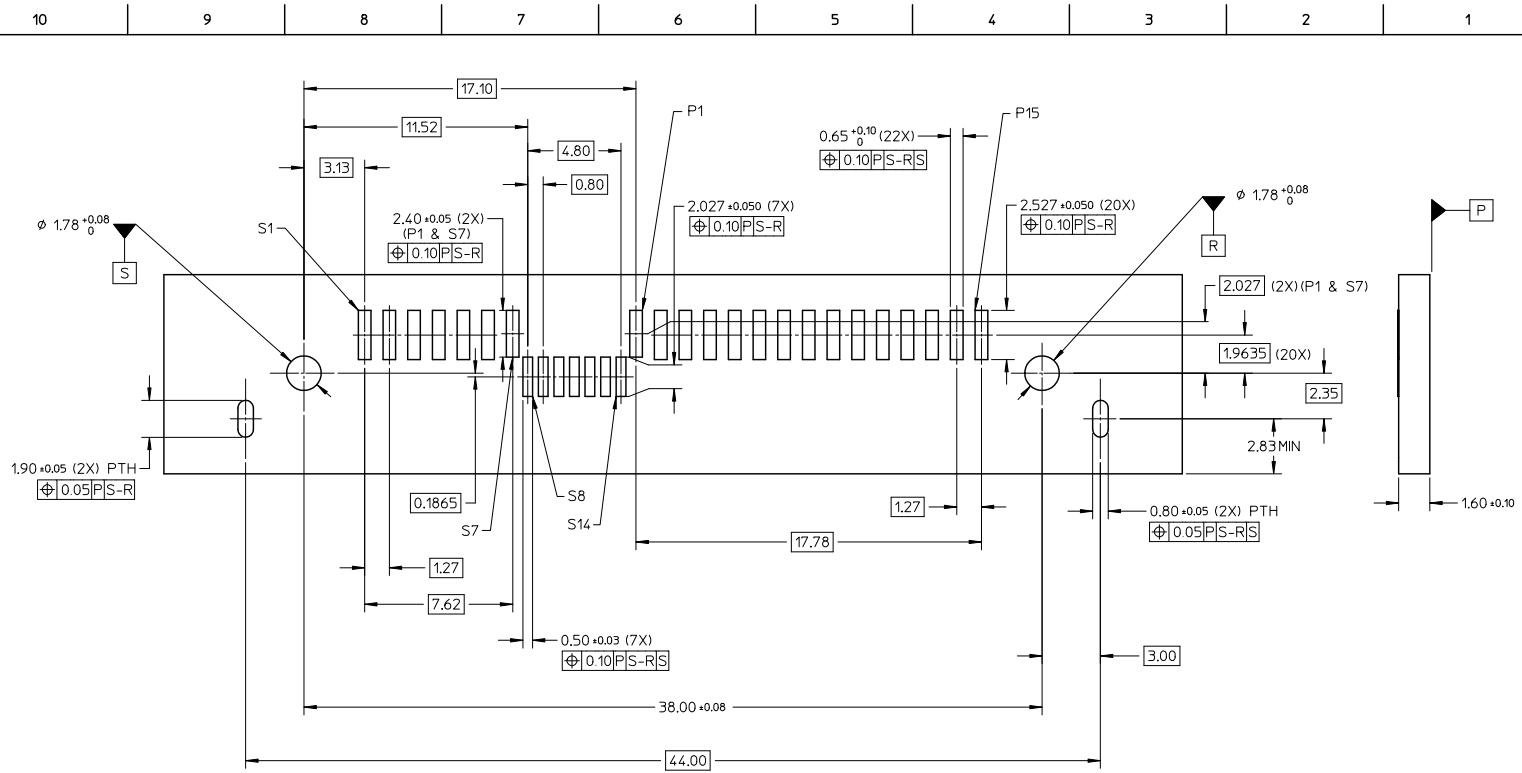 10 9 8 7 6 5 4 3 2 1
17.10
11.52
P1
P15
0.65 +0.10 0 (22X)
⌖ 0.10 P S-R S
4.80
3.13
0.80
2.027 ±0.050 (7X)
⌖ 0.10 P S-R
2.527 ±0.050 (20X)
⌖ 0.10 P S-R
ø 1.78 +0.08 0
S
S1
2.40 ±0.05 (2X)
(P1 & S7)
⌖ 0.10 P S-R
ø 1.78 +0.08 0
R
P
2.027 (2X)(P1 & S7)
1.9635 (20X)
2.35
2.83 MIN
1.90 ±0.05 (2X) PTH
⌖ 0.05 P S-R
0.1865
S8
S7
S14
1.27
0.80 ±0.05 (2X) PTH
⌖ 0.05 P S-R S
1.60 ±0.10
17.78
1.27
7.62
0.50 ±0.03 (7X)
⌖ 0.10 P S-R S
3.00
38.00 ±0.08
44.00